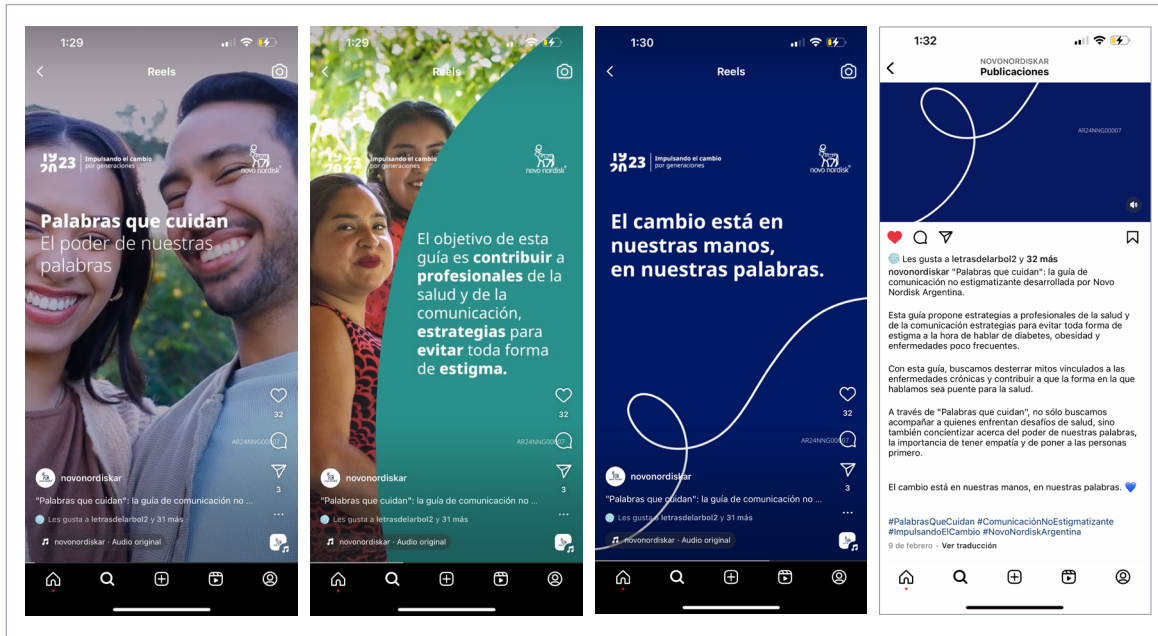 1:29
Reels
1923 2023 Impulsando el cambio
por generaciones
novo nordisk®
Palabras que cuidan
El poder de nuestras
palabras
32
AR24NNG00007
novonordiskar
3
"Palabras que cuidan": la guía de comunicación no ...
Les gusta a letrasdelarbol2 y 31 más
novonordiskar · Audio original
1:29
Reels
1923 2023 Impulsando el cambio
por generaciones
novo nordisk®
El objetivo de esta
guía es contribuir a
profesionales de la
salud y de la
comunicación,
estrategias para
evitar toda forma
de estigma.
32
AR24NNG00007
novonordiskar
3
"Palabras que cuidan": la guía de comunicación no ...
Les gusta a letrasdelarbol2 y 31 más
novonordiskar · Audio original
1:30
Reels
1923 2023 Impulsando el cambio
por generaciones
novo nordisk®
El cambio está en
nuestras manos,
en nuestras palabras.
32
AR24NNG00007
novonordiskar
3
"Palabras que cuidan": la guía de comunicación no ...
Les gusta a letrasdelarbol2 y 31 más
novonordiskar · Audio original
1:32
NOVONORDISKAR
Publicaciones
AR24NNG00007
Les gusta a letrasdelarbol2 y 32 más
novonordiskar "Palabras que cuidan": la guía de
comunicación no estigmatizante desarrollada por Novo
Nordisk Argentina.
Esta guía propone estrategias a profesionales de la salud y
de la comunicación estrategias para evitar toda forma de
estigma a la hora de hablar de diabetes, obesidad y
enfermedades poco frecuentes.
Con esta guía, buscamos desterrar mitos vinculados a las
enfermedades crónicas y contribuir a que la forma en la que
hablamos sea puente para la salud.
A través de "Palabras que cuidan", no sólo buscamos
acompañar a quienes enfrentan desafíos de salud, sino
también concientizar acerca del poder de nuestras palabras,
la importancia de tener empatía y de poner a las personas
primero.
El cambio está en nuestras manos, en nuestras palabras. 💙
#PalabrasQueCuidan #ComunicaciónNoEstigmatizante
#ImpulsandoElCambio #NovoNordiskArgentina
9 de febrero · Ver traducción